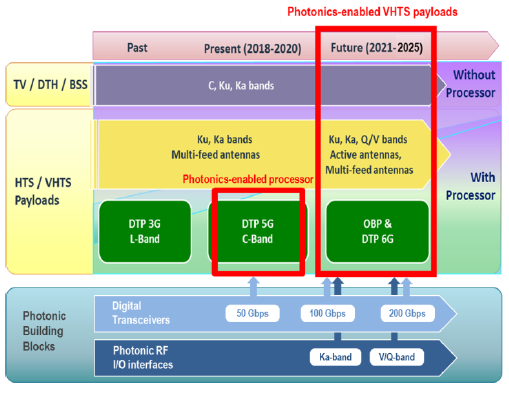 Photonics-enabled VHTS payloads
Past
Present (2018-2020)
Future (2021-2025)
TV / DTH / BSS
C, Ku, Ka bands
Without
Processor
HTS / VHTS
Payloads
Ku, Ka bands
Multi-feed antennas
Ku, Ka, Q/V bands
Active antennas,
Multi-feed antennas
With
Processor
Photonics-enabled processor
DTP 3G
L-Band
DTP 5G
C-Band
OBP &
DTP 6G
Photonic
Building
Blocks
Digital
Transceivers
50 Gbps
100 Gbps
200 Gbps
Photonic RF
I/O interfaces
Ka-band
V/Q-band